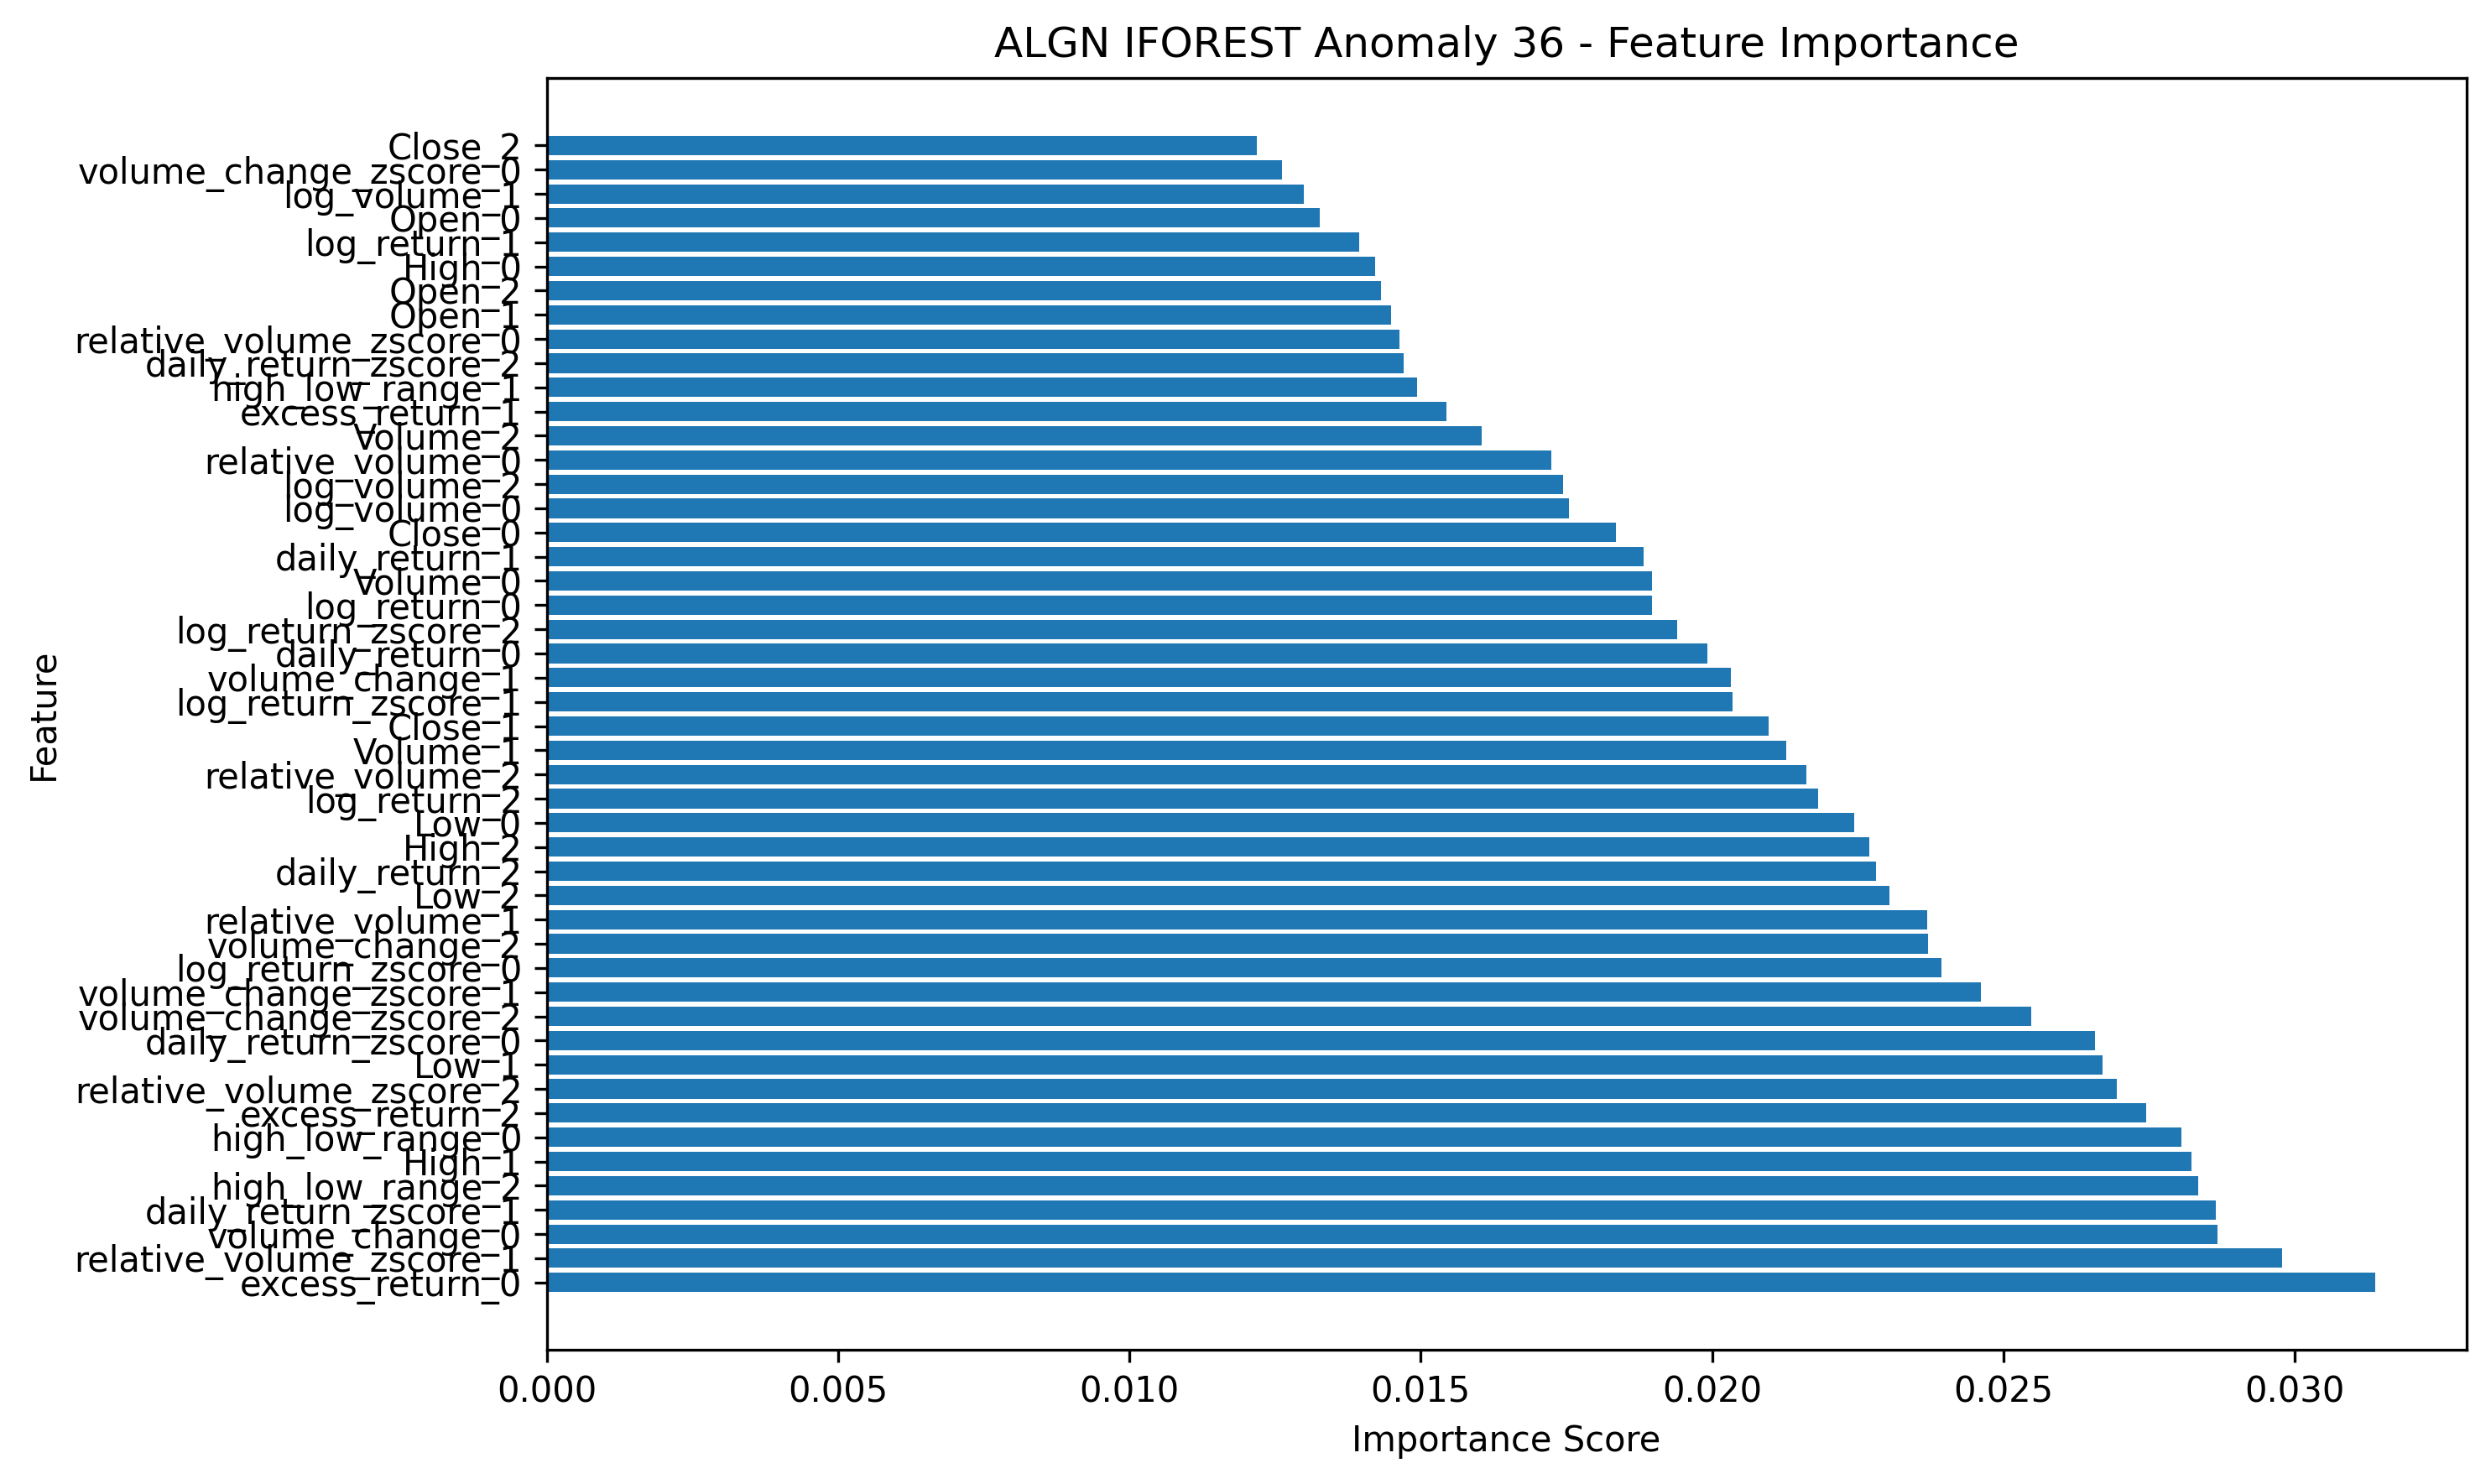 ALGN IFOREST Anomaly 36 - Feature Importance
Close_2
volume_change_zscore_0
log_volume_1
Open_0
log_return_1
High_0
Open_2
Open_1
relative_volume_zscore_0
daily_return_zscore_2
high_low_range_1
excess_return_1
Volume_2
relative_volume_0
log_volume_2
log_volume_0
Close_0
daily_return_1
Volume_0
log_return_0
log_return_zscore_2
daily_return_0
volume_change_1
log_return_zscore_1
Close_1
Volume_1
relative_volume_2
log_return_2
Low_0
High_2
daily_return_2
Low_2
relative_volume_1
volume_change_2
log_return_zscore_0
volume_change_zscore_1
volume_change_zscore_2
daily_return_zscore_0
Low_1
relative_volume_zscore_2
excess_return_2
high_low_range_0
High_1
high_low_range_2
daily_return_zscore_1
volume_change_0
relative_volume_zscore_1
excess_return_0
Feature
0.000 0.005 0.010 0.015 0.020 0.025 0.030
Importance Score